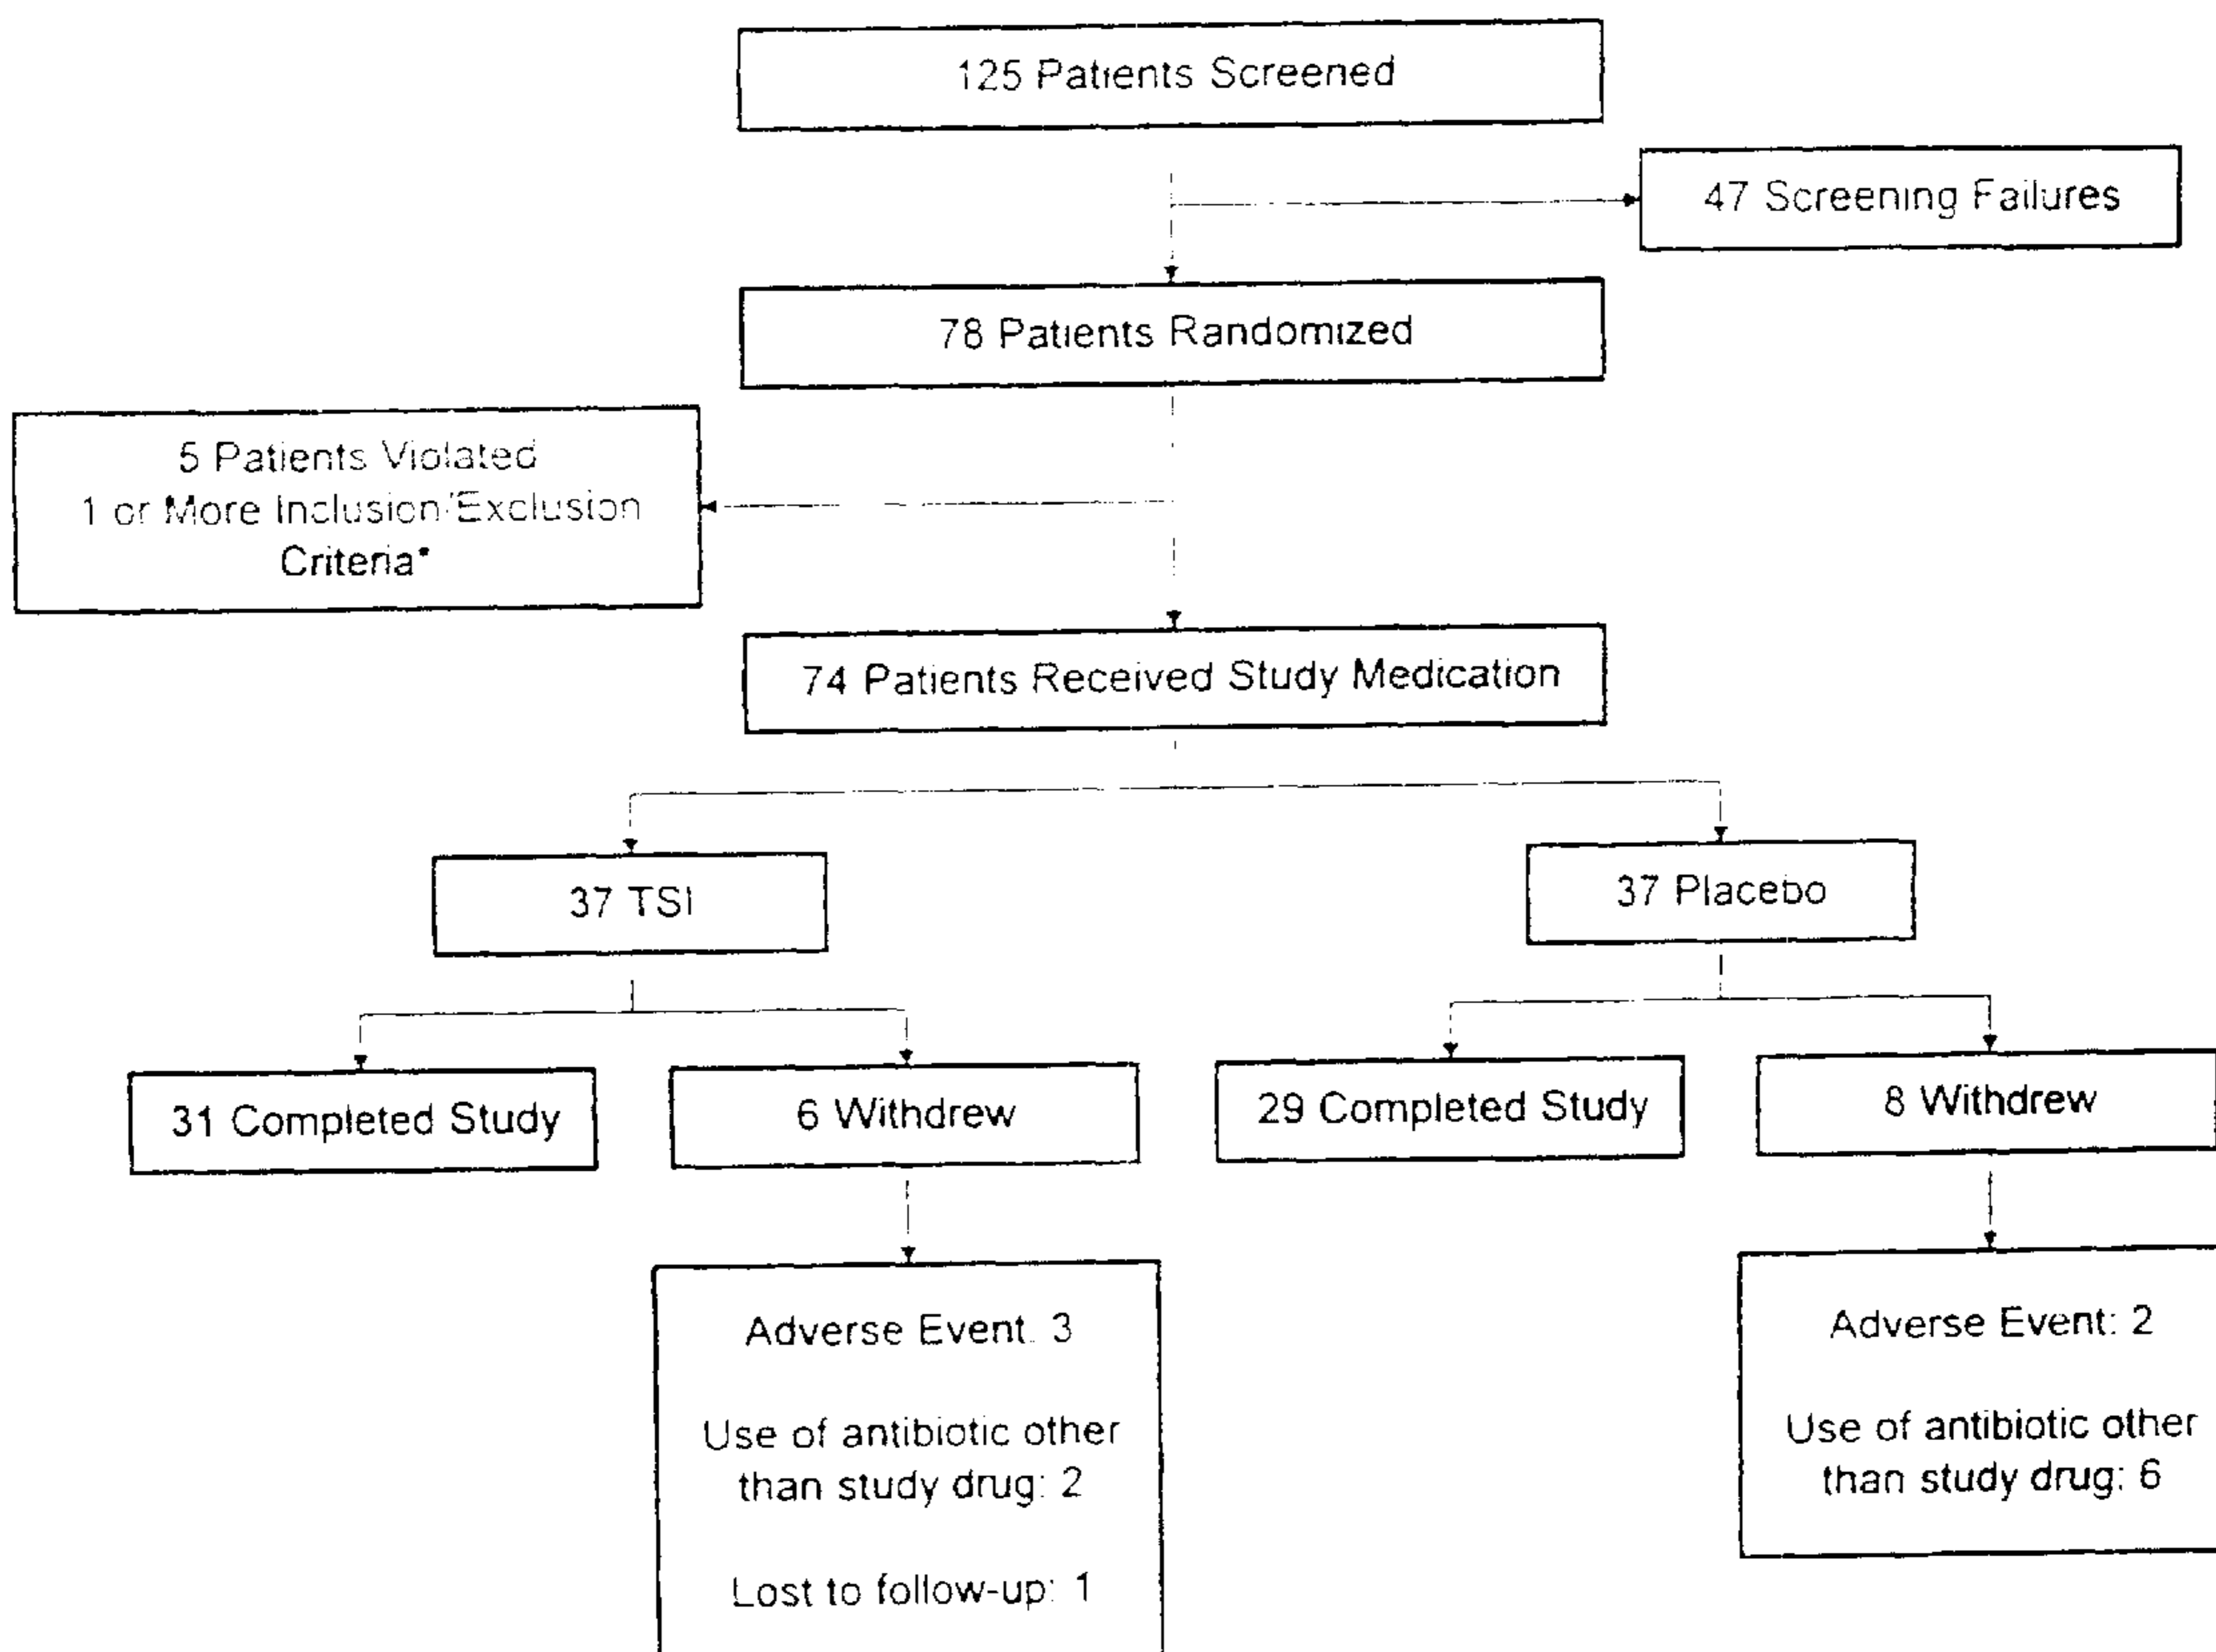 125 Patients Screened
47 Screening Failures
78 Patients Randomized
5 Patients Violated
1 or More Inclusion/Exclusion
Criteria*
74 Patients Received Study Medication
37 TSI
37 Placebo
31 Completed Study
6 Withdrew
29 Completed Study
8 Withdrew
Adverse Event: 3
Use of antibiotic other
than study drug: 2
Lost to follow-up: 1
Adverse Event: 2
Use of antibiotic other
than study drug: 6